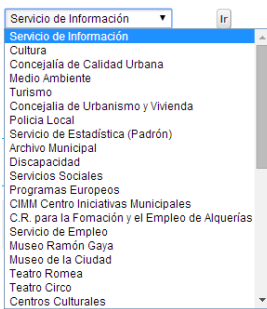 Servicio de Información
Ir
Servicio de Información
Cultura
Concejalía de Calidad Urbana
Medio Ambiente
Turismo
Concejalia de Urbanismo y Vivienda
Policia Local
Servicio de Estadística (Padrón)
Archivo Municipal
Discapacidad
Servicios Sociales
Programas Europeos
CIMM Centro Iniciativas Municipales
C.R. para la Fomación y el Empleo de Alquerías
Servicio de Empleo
Museo Ramón Gaya
Museo de la Ciudad
Teatro Romea
Teatro Circo
Centros Culturales